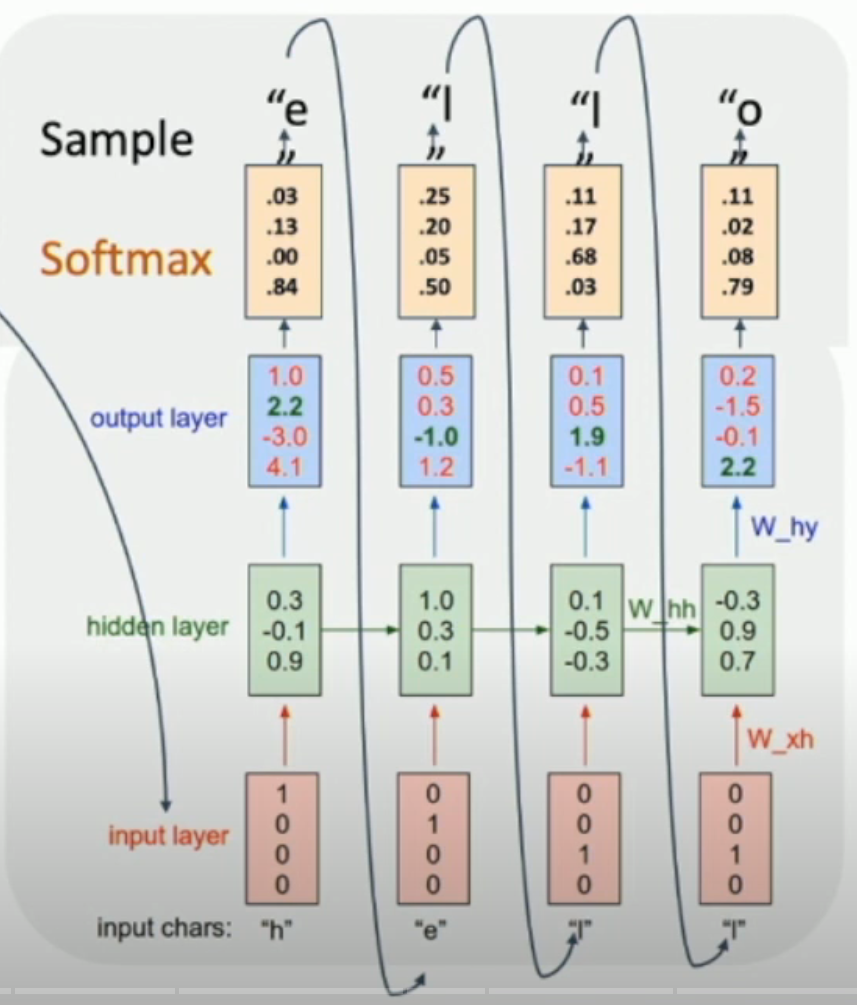 “e “l “l “o
Sample
” ” ” ”
.03 .25 .11 .11
.13 .20 .17 .02
Softmax .00 .05 .68 .08
.84 .50 .03 .79
1.0 0.5 0.1 0.2
output layer 2.2 0.3 0.5 -1.5
-3.0 -1.0 1.9 -0.1
4.1 1.2 -1.1 2.2
W_hy
0.3 1.0 0.1 W_hh -0.3
hidden layer -0.1 0.3 -0.5 0.9
0.9 0.1 -0.3 0.7
W_xh
1 0 0 0
input layer 0 1 0 0
0 0 1 1
0 0 0 0
input chars: “h” “e” “l” “l”